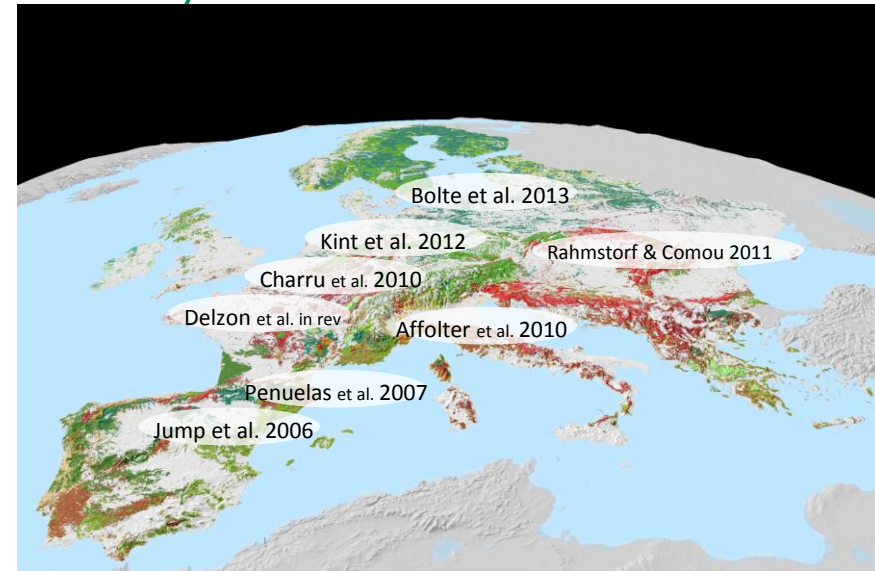 Bolte et al. 2013
Kint et al. 2012
Rahmstorf & Comou 2011
Charru et al. 2010
Delzon et al. in rev
Affolter et al. 2010
Penuelas et al. 2007
Jump et al. 2006